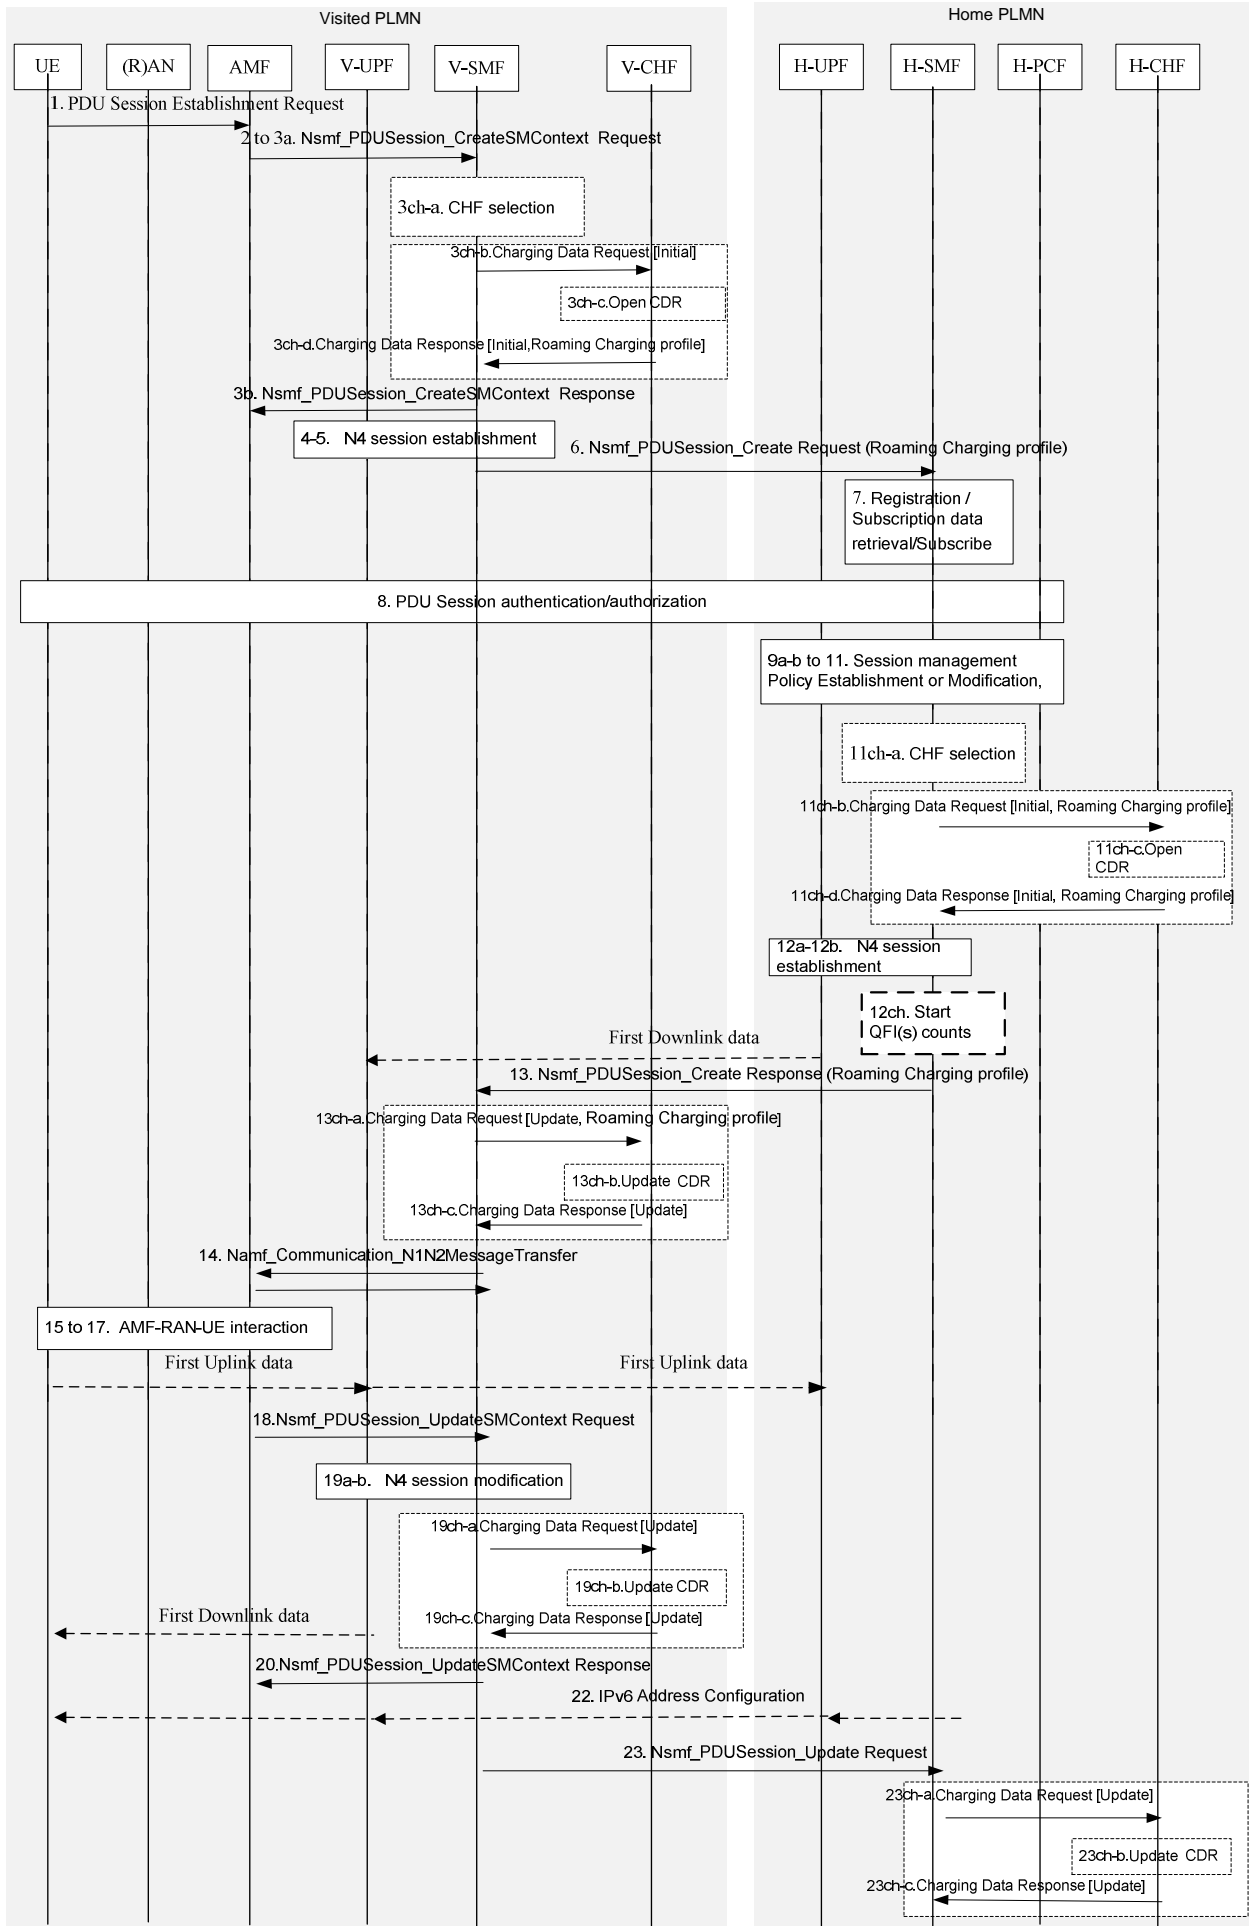 Visited PLMN
Home PLMN
UE
(R)AN
AMF
V-UPF
V-SMF
V-CHF
H-UPF
H-SMF
H-PCF
H-CHF
1. PDU Session Establishment Request
2 to 3a. Nsmf_PDUSession_CreateSMContext Request
3ch-a. CHF selection
3ch-b.Charging Data Request [Initial]
3ch-c.Open CDR
3ch-d.Charging Data Response [Initial,Roaming Charging profile]
3b. Nsmf_PDUSession_CreateSMContext Response
4-5. N4 session establishment
6. Nsmf_PDUSession_Create Request (Roaming Charging profile)
7. Registration /
Subscription data
retrieval/Subscribe
8. PDU Session authentication/authorization
9a-b to 11. Session management
Policy Establishment or Modification,
11ch-a. CHF selection
11ch-b.Charging Data Request [Initial, Roaming Charging profile]
11ch-c.Open
CDR
11ch-d.Charging Data Response [Initial, Roaming Charging profile]
12a-12b. N4 session
establishment
12ch. Start
QFI(s) counts
First Downlink data
13. Nsmf_PDUSession_Create Response (Roaming Charging profile)
13ch-a.Charging Data Request [Update, Roaming Charging profile]
13ch-b.Update CDR
13ch-c.Charging Data Response [Update]
14. Namf_Communication_N1N2MessageTransfer
15 to 17. AMF-RAN-UE interaction
First Uplink data
First Uplink data
18.Nsmf_PDUSession_UpdateSMContext Request
19a-b. N4 session modification
19ch-a.Charging Data Request [Update]
19ch-b.Update CDR
First Downlink data
19ch-c.Charging Data Response [Update]
20.Nsmf_PDUSession_UpdateSMContext Response
22. IPv6 Address Configuration
23. Nsmf_PDUSession_Update Request
23ch-a.Charging Data Request [Update]
23ch-b.Update CDR
23ch-c.Charging Data Response [Update]